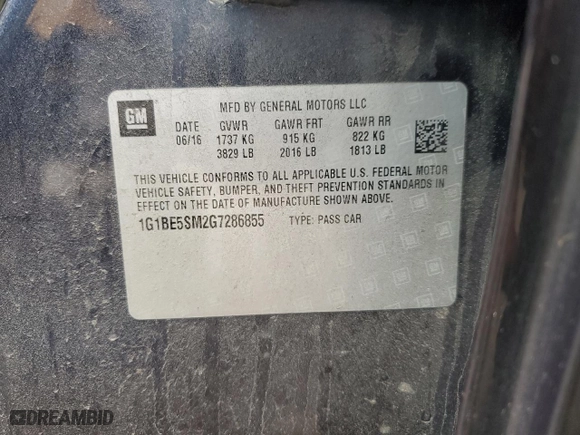 GM
MFD BY GENERAL MOTORS LLC
DATE GVWR GAWR FRT GAWR RR
06/16 1737 KG 915 KG 822 KG
3829 LB 2016 LB 1813 LB
THIS VEHICLE CONFORMS TO ALL APPLICABLE U.S. FEDERAL MOTOR
VEHICLE SAFETY, BUMPER, AND THEFT PREVENTION STANDARDS IN
EFFECT ON THE DATE OF MANUFACTURE SHOWN ABOVE.
1G1BE5SM2G7286855 TYPE: PASS CAR
DREAMBID